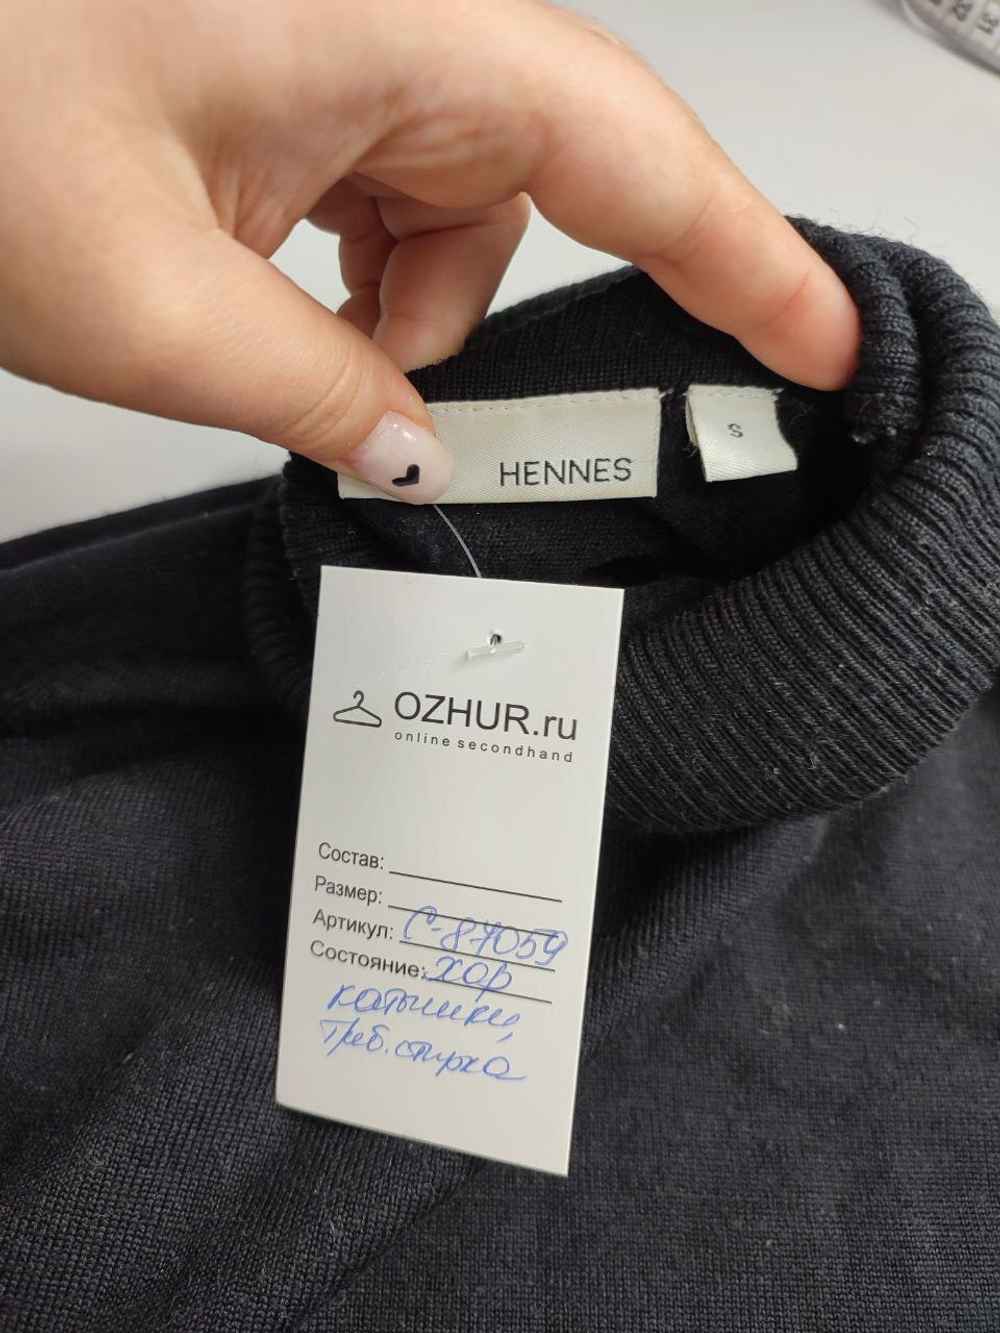 HENNES
S
OZHUR.ru
online secondhand
Состав:
Размер:
Артикул: С-87059
Состояние: хор
катышки,
Треб. стирка